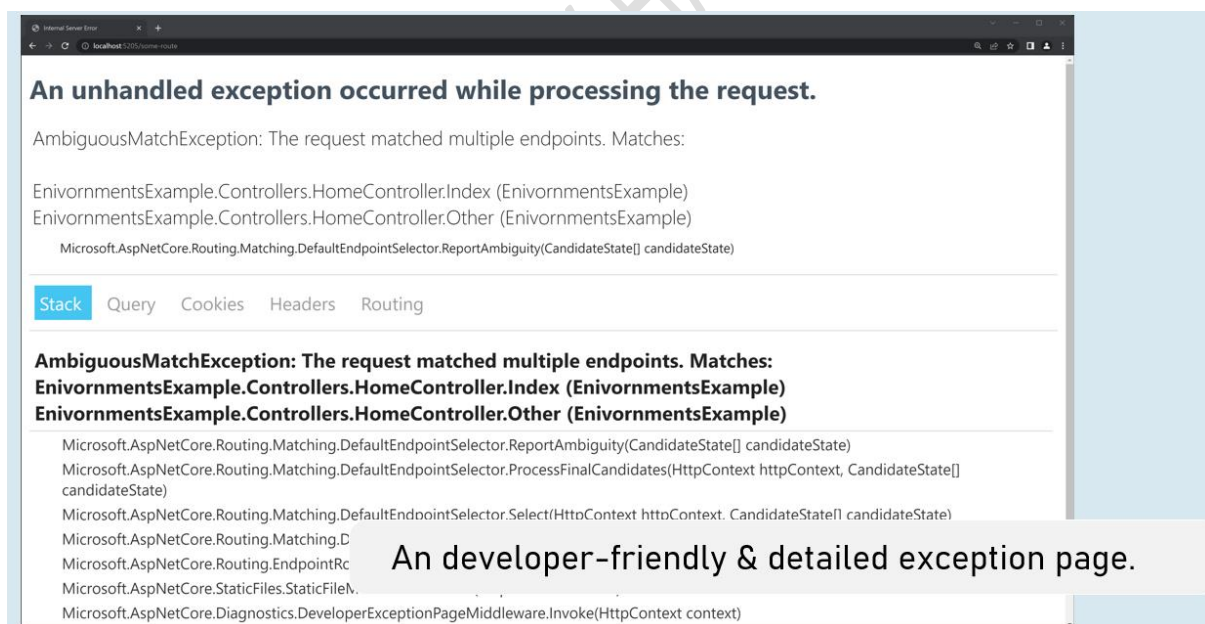 Internal Server Error
localhost:5205/some-route
An unhandled exception occurred while processing the request.
AmbiguousMatchException: The request matched multiple endpoints. Matches:
EnivornmentsExample.Controllers.HomeController.Index (EnivornmentsExample)
EnivornmentsExample.Controllers.HomeController.Other (EnivornmentsExample)
Microsoft.AspNetCore.Routing.Matching.DefaultEndpointSelector.ReportAmbiguity(CandidateState[] candidateState)
Stack Query Cookies Headers Routing
AmbiguousMatchException: The request matched multiple endpoints. Matches:
EnivornmentsExample.Controllers.HomeController.Index (EnivornmentsExample)
EnivornmentsExample.Controllers.HomeController.Other (EnivornmentsExample)
Microsoft.AspNetCore.Routing.Matching.DefaultEndpointSelector.ReportAmbiguity(CandidateState[] candidateState)
Microsoft.AspNetCore.Routing.Matching.DefaultEndpointSelector.ProcessFinalCandidates(HttpContext httpContext, CandidateState[]
candidateState)
Microsoft.AspNetCore.Routing.Matching.DefaultEndpointSelector.Select(HttpContext httpContext, CandidateState[] candidateState)
Microsoft.AspNetCore.Routing.Matching.D
Microsoft.AspNetCore.Routing.EndpointRo
Microsoft.AspNetCore.StaticFiles.StaticFileM
Microsoft.AspNetCore.Diagnostics.DeveloperExceptionPageMiddleware.Invoke(HttpContext context)
An developer-friendly & detailed exception page.